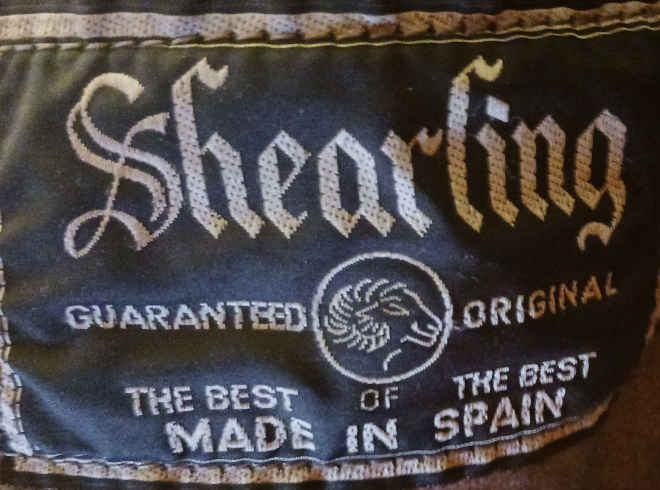 Shearling
GUARANTEED ORIGINAL
THE BEST OF THE BEST
MADE IN SPAIN